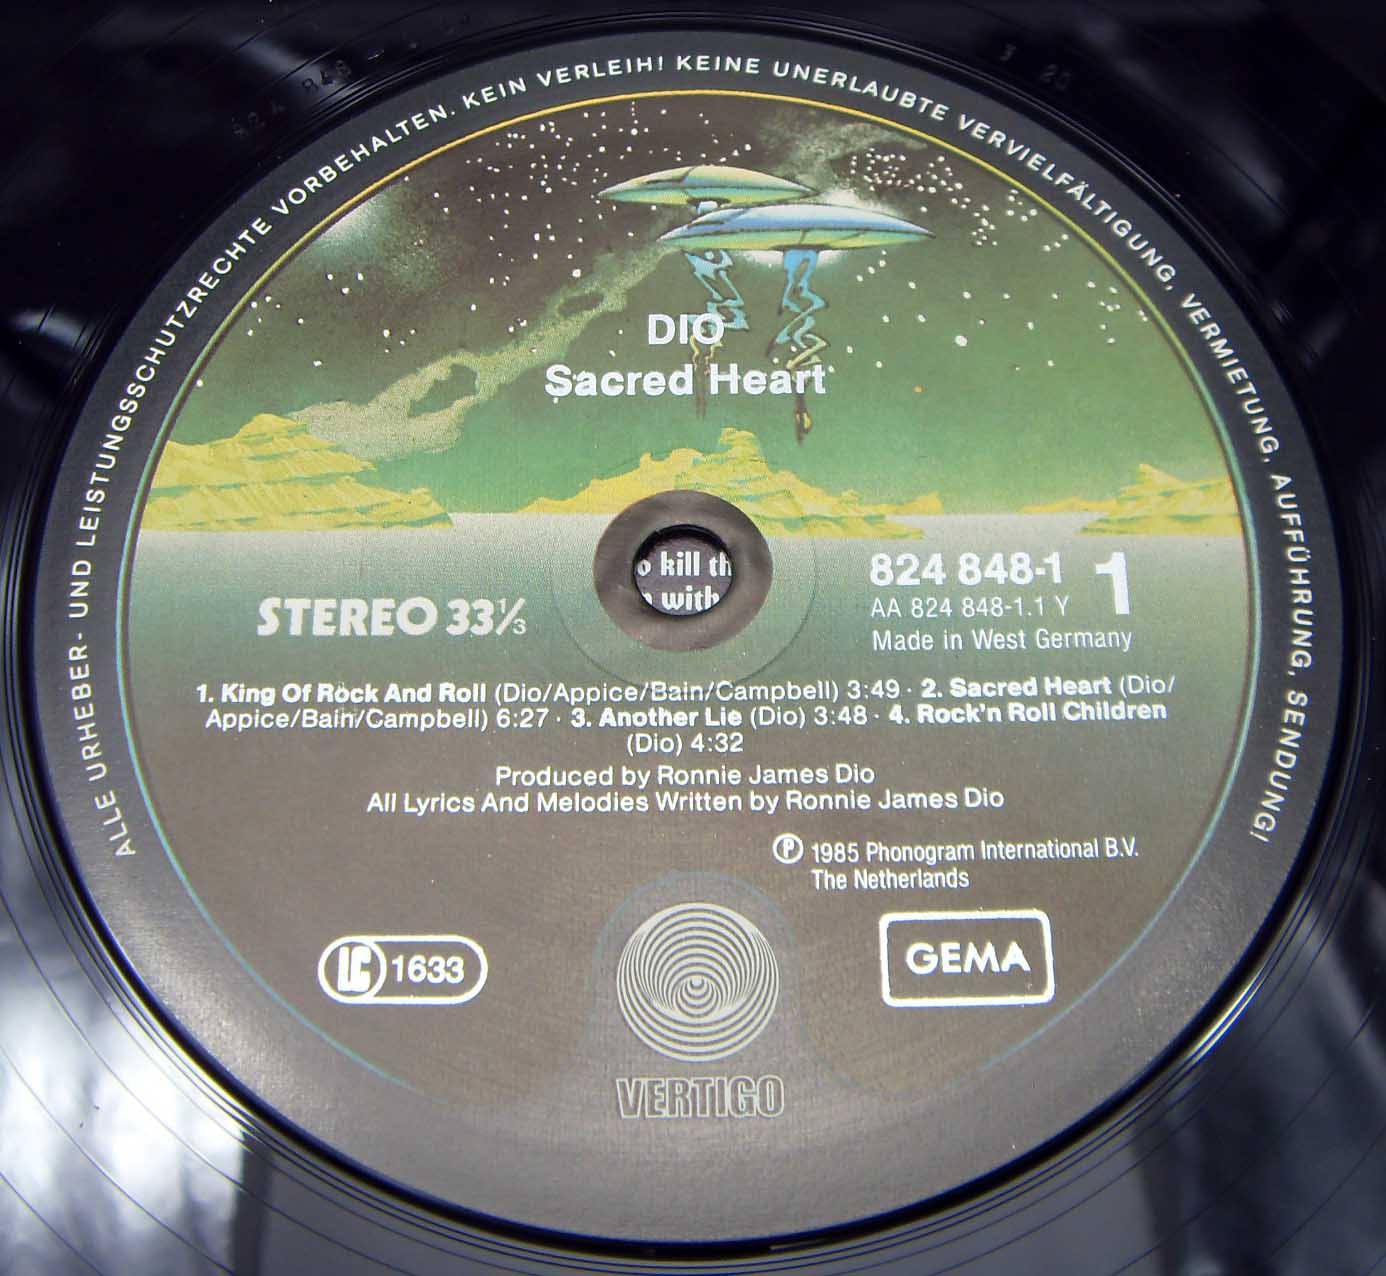 ALLE URHEBER- UND LEISTUNGSSCHUTZRECHTE VORBEHALTEN. KEIN VERLEIH! KEINE UNERLAUBTE VERVIELFÄLTIGUNG, VERMIETUNG, AUFFÜHRUNG, SENDUNG!
DIO
Sacred Heart
o kill th
with
STEREO 33⅓
824 848-1 1
AA 824 848-1.1 Y
Made in West Germany
1. King Of Rock And Roll (Dio/Appice/Bain/Campbell) 3:49 · 2. Sacred Heart (Dio/
Appice/Bain/Campbell) 6:27 · 3. Another Lie (Dio) 3:48 · 4. Rock'n Roll Children
(Dio) 4:32
Produced by Ronnie James Dio
All Lyrics And Melodies Written by Ronnie James Dio
Ⓟ 1985 Phonogram International B.V.
The Netherlands
LC 1633
GEMA
VERTIGO